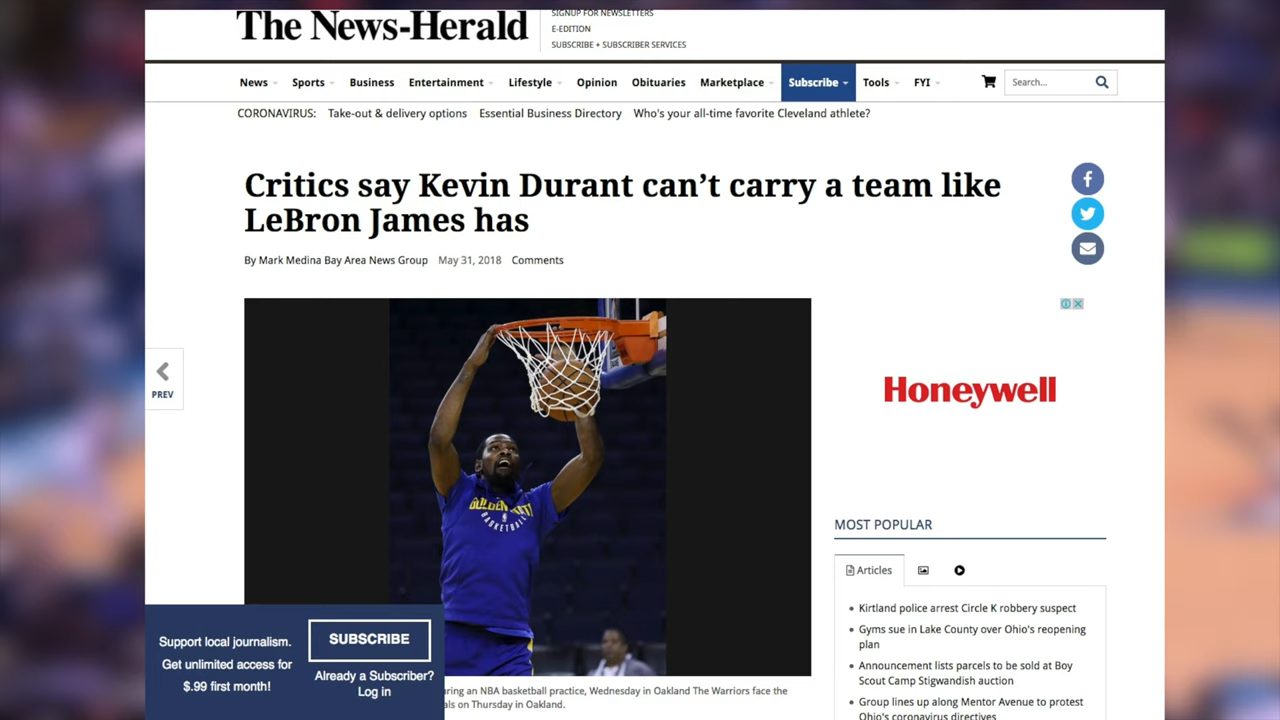 The News-Herald
SIGNUP FOR NEWSLETTERS
E-EDITION
SUBSCRIBE + SUBSCRIBER SERVICES
News Sports Business Entertainment Lifestyle Opinion Obituaries Marketplace Subscribe Tools FYI Search...
CORONAVIRUS: Take-out & delivery options Essential Business Directory Who's your all-time favorite Cleveland athlete?
Critics say Kevin Durant can't carry a team like
LeBron James has
By Mark Medina Bay Area News Group May 31, 2018 Comments
PREV
GOLDEN
BASKETBALL
Honeywell
MOST POPULAR
Articles
Kirtland police arrest Circle K robbery suspect
Gyms sue in Lake County over Ohio's reopening
plan
Announcement lists parcels to be sold at Boy
Scout Camp Stigwandish auction
Group lines up along Mentor Avenue to protest
Ohio's coronavirus directives
Support local journalism.
Get unlimited access for
$.99 first month!
SUBSCRIBE
Already a Subscriber?
Log in
an NBA basketball practice, Wednesday in Oakland The Warriors face the
on Thursday in Oakland.